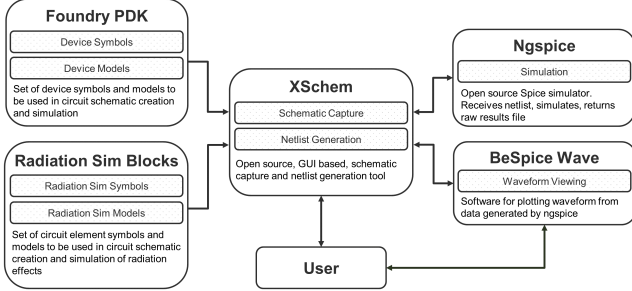 Foundry PDK
Device Symbols
Device Models
Set of device symbols and models to
be used in circuit schematic creation
and simulation
Radiation Sim Blocks
Radiation Sim Symbols
Radiation Sim Models
Set of circuit element symbols and
models to be used in circuit schematic
creation and simulation of radiation
effects
XSchem
Schematic Capture
Netlist Generation
Open source, GUI based, schematic
capture and netlist generation tool
User
Ngspice
Simulation
Open source Spice simulator.
Receives netlist, simulates, returns
raw results file
BeSpice Wave
Waveform Viewing
Software for plotting waveform from
data generated by ngspice